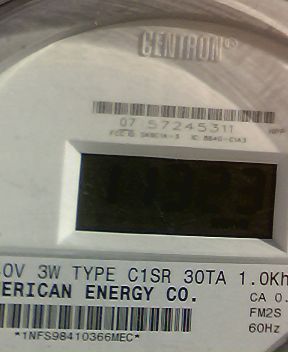 CENTRON®
07 57245311
0V 3W TYPE C1SR 30TA 1.0Kh
ERICAN ENERGY CO.
CA 0.
FM2S
60Hz
*1NFS98410366MEC*